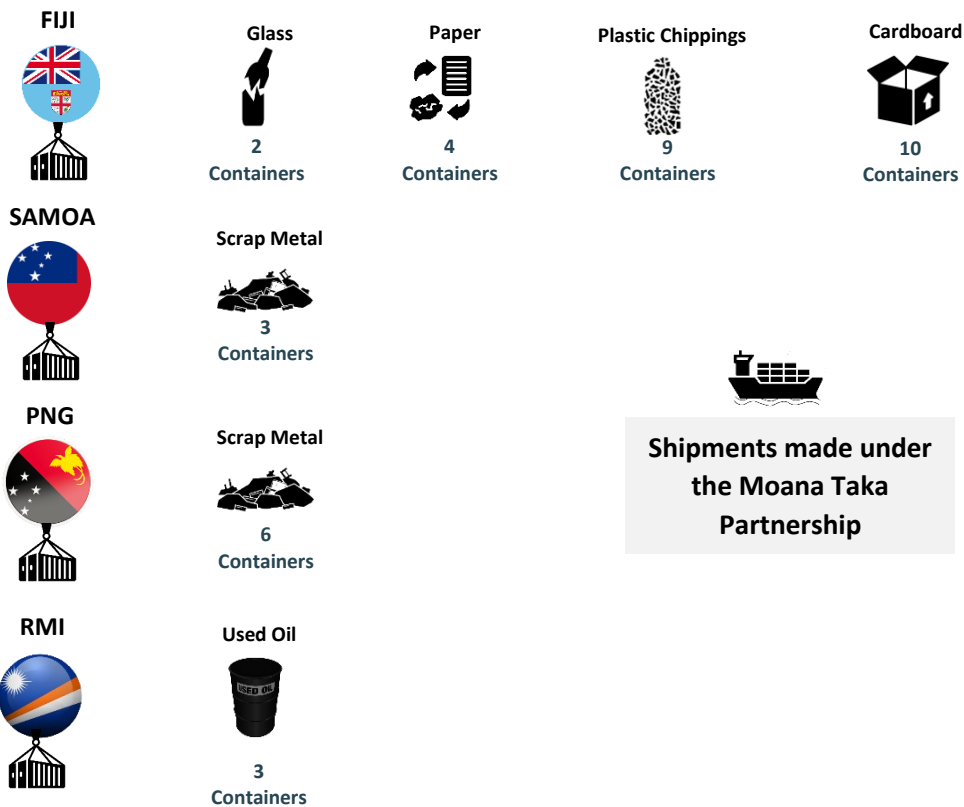 FIJI
Glass
Paper
Plastic Chippings
Cardboard
2
Containers
4
Containers
9
Containers
10
Containers
SAMOA
Scrap Metal
3
Containers
PNG
Scrap Metal
6
Containers
Shipments made under
the Moana Taka
Partnership
RMI
Used Oil
USED OIL
3
Containers